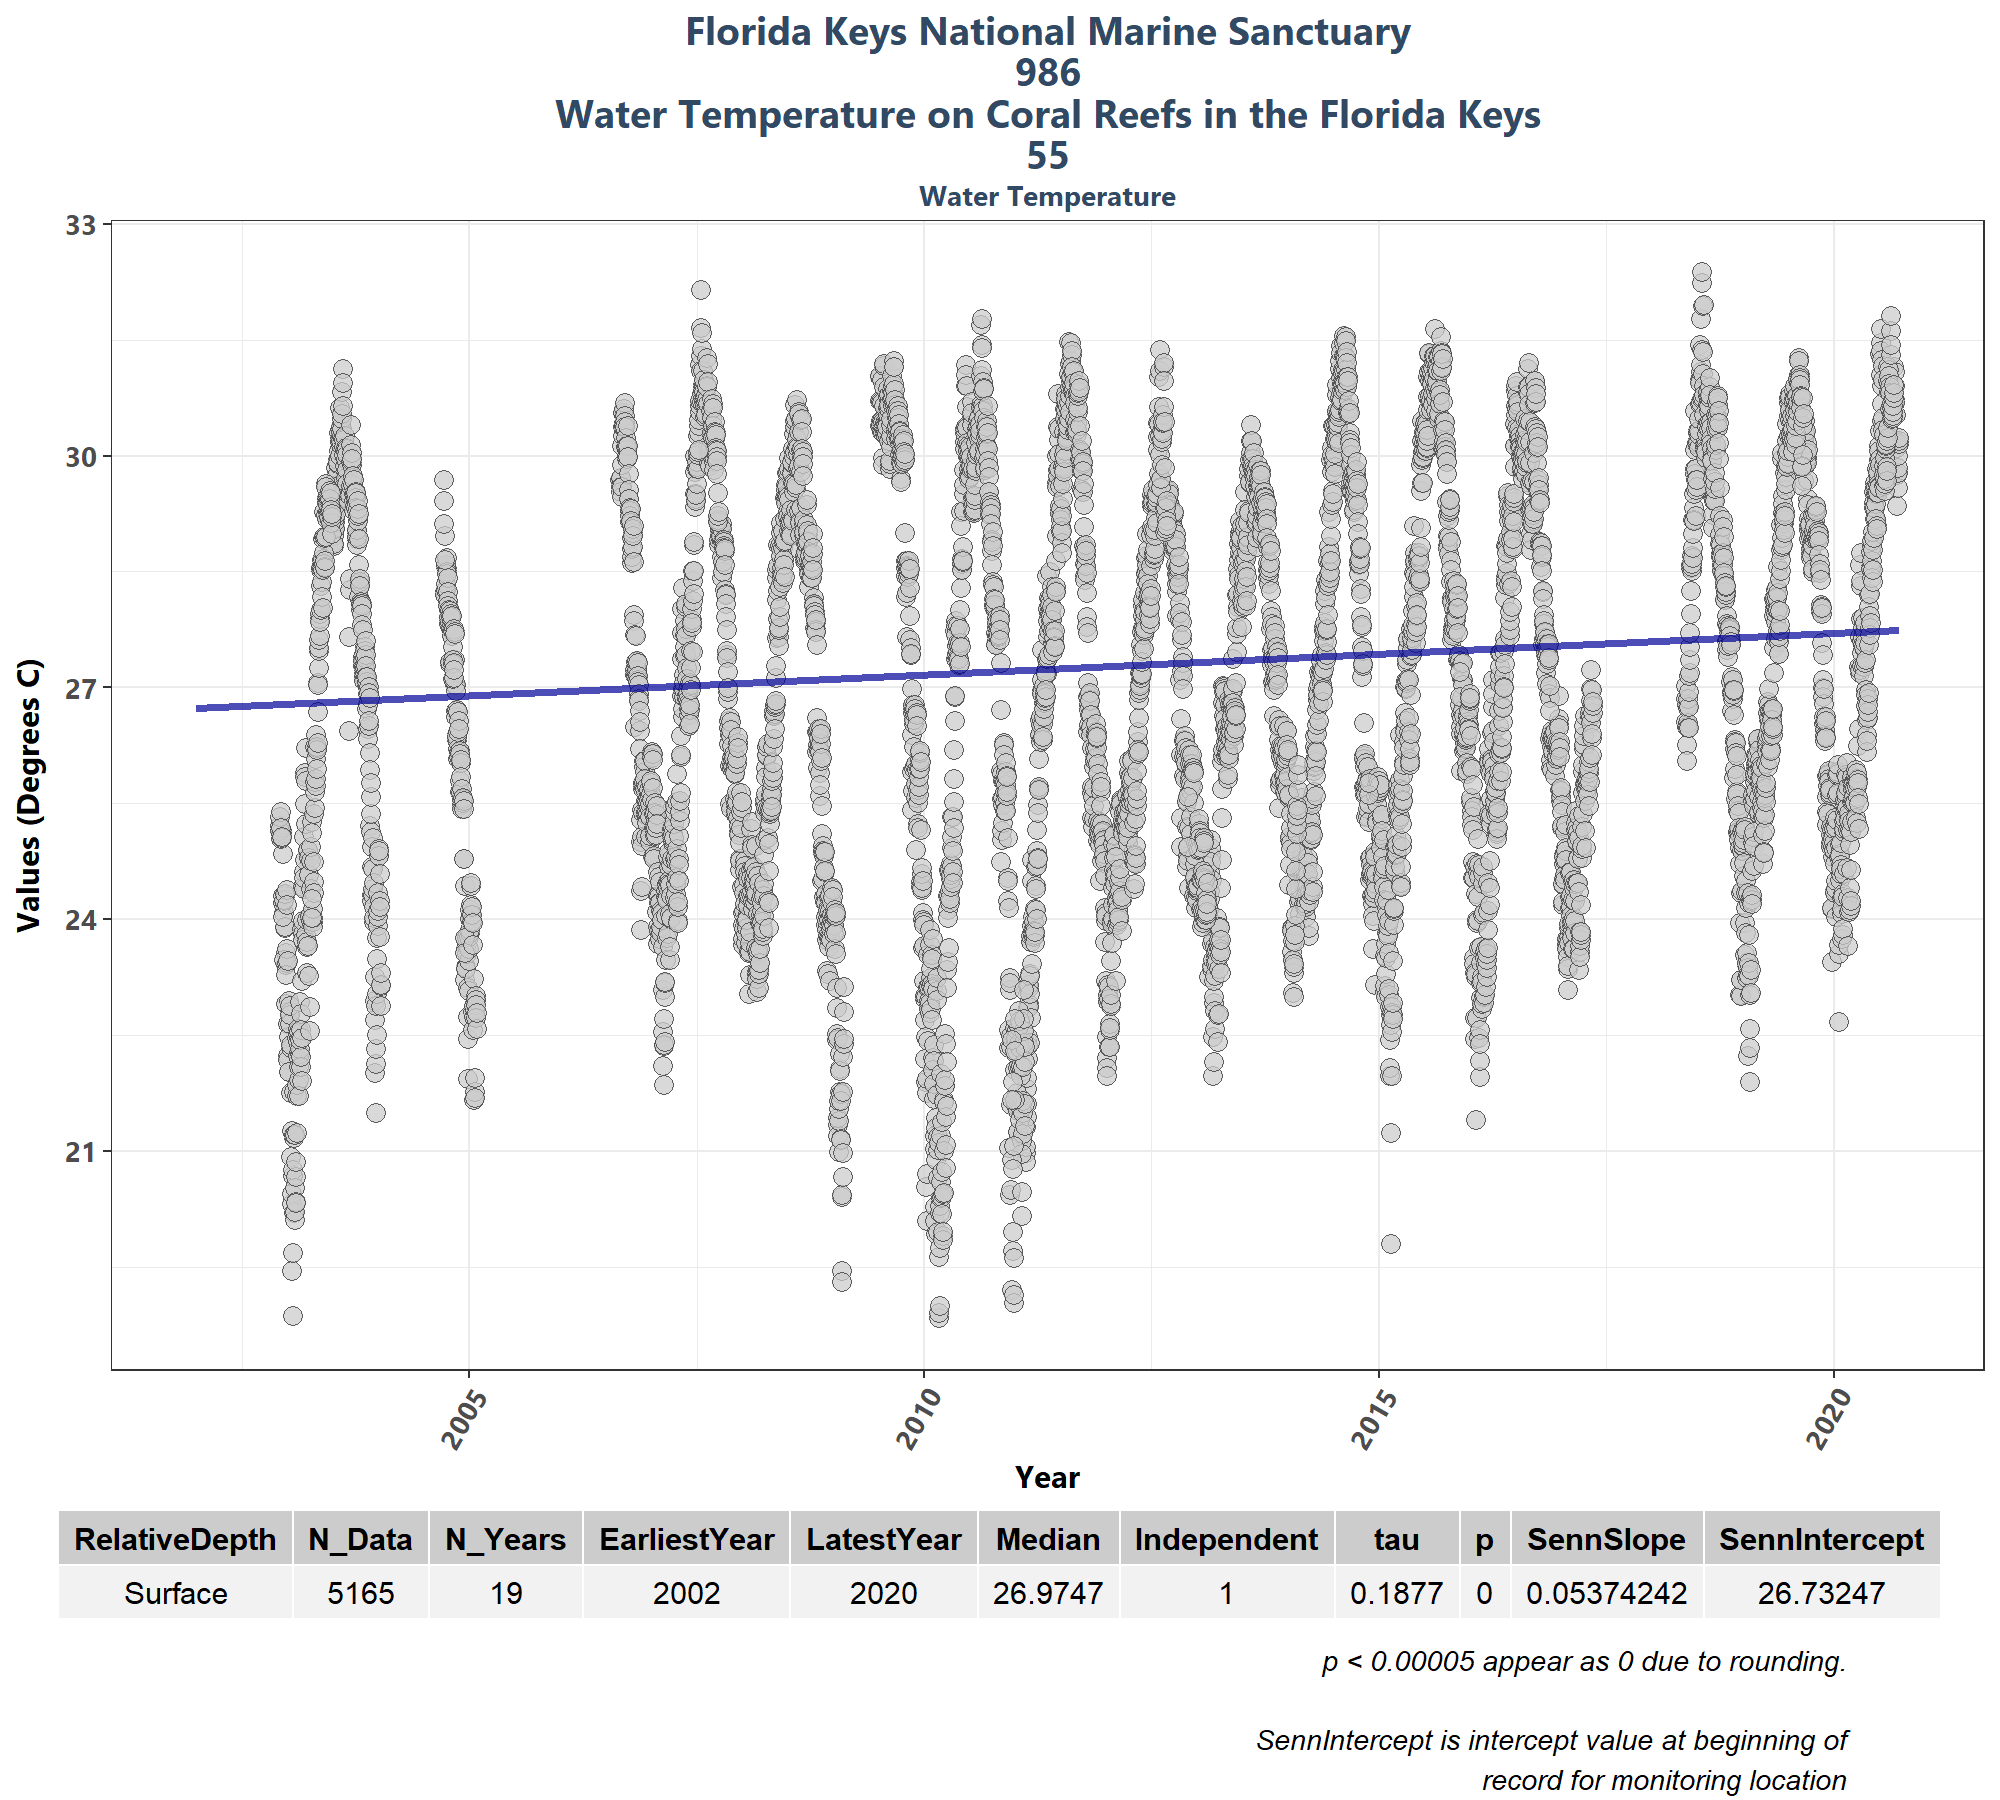 Florida Keys National Marine Sanctuary
986
Water Temperature on Coral Reefs in the Florida Keys
55
Water Temperature
33
30
27
24
21
Values (Degrees C)
2005 2010 2015 2020
Year
RelativeDepth N_Data N_Years EarliestYear LatestYear Median Independent tau p SennSlope SennIntercept
Surface 5165 19 2002 2020 26.9747 1 0.1877 0 0.05374242 26.73247
p < 0.00005 appear as 0 due to rounding.
SennIntercept is intercept value at beginning of
record for monitoring location